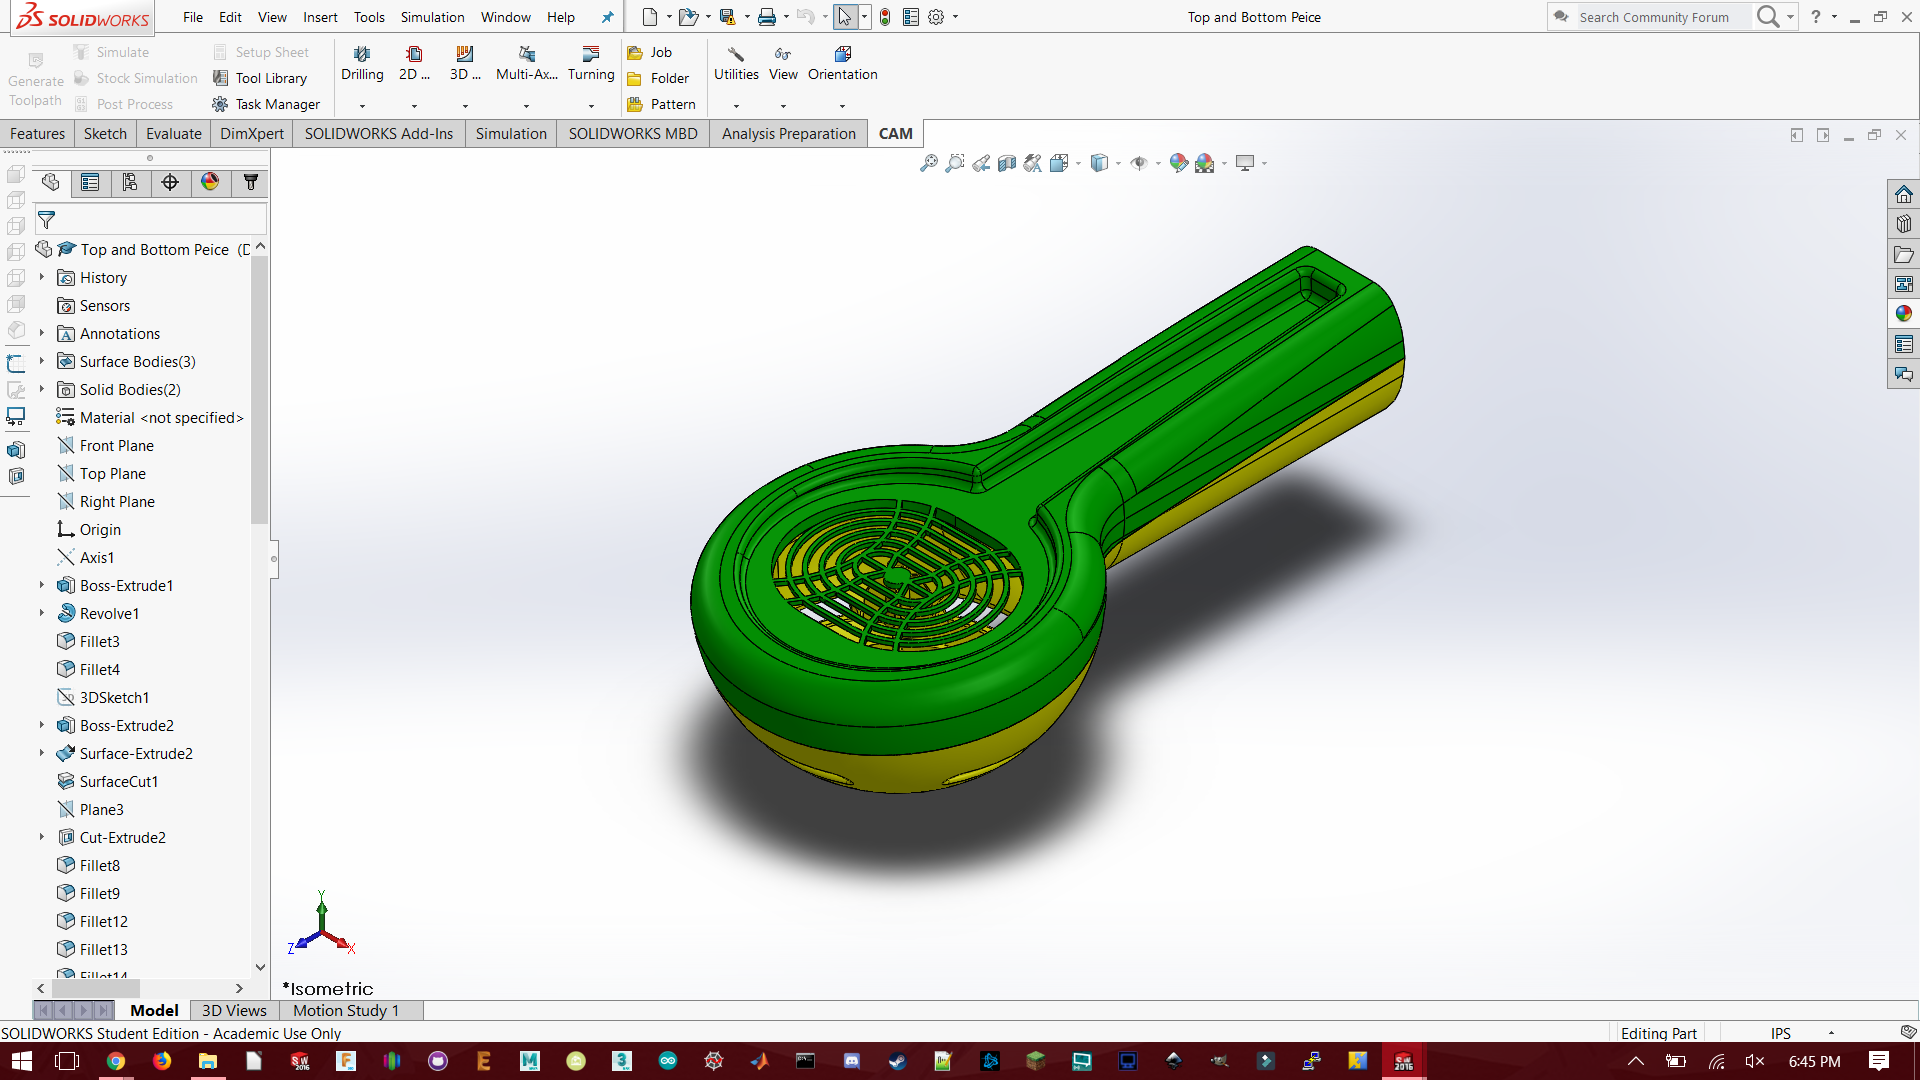 SOLIDWORKS
File Edit View Insert Tools Simulation Window Help
Top and Bottom Peice
Search Community Forum
?
Generate Toolpath
Simulate
Stock Simulation
Post Process
Setup Sheet
Tool Library
Task Manager
Drilling
2D ...
3D ...
Multi-Ax...
Turning
Job
Folder
Pattern
Utilities
View
Orientation
Features Sketch Evaluate DimXpert SOLIDWORKS Add-Ins Simulation SOLIDWORKS MBD Analysis Preparation CAM
Top and Bottom Peice (D
History
Sensors
Annotations
Surface Bodies(3)
Solid Bodies(2)
Material <not specified>
Front Plane
Top Plane
Right Plane
Origin
Axis1
Boss-Extrude1
Revolve1
Fillet3
Fillet4
3DSketch1
Boss-Extrude2
Surface-Extrude2
SurfaceCut1
Plane3
Cut-Extrude2
Fillet8
Fillet9
Fillet12
Fillet13
Fillet14
Y
Z
X
*Isometric
Model 3D Views Motion Study 1
SOLIDWORKS Student Edition - Academic Use Only
Editing Part
IPS
6:45 PM